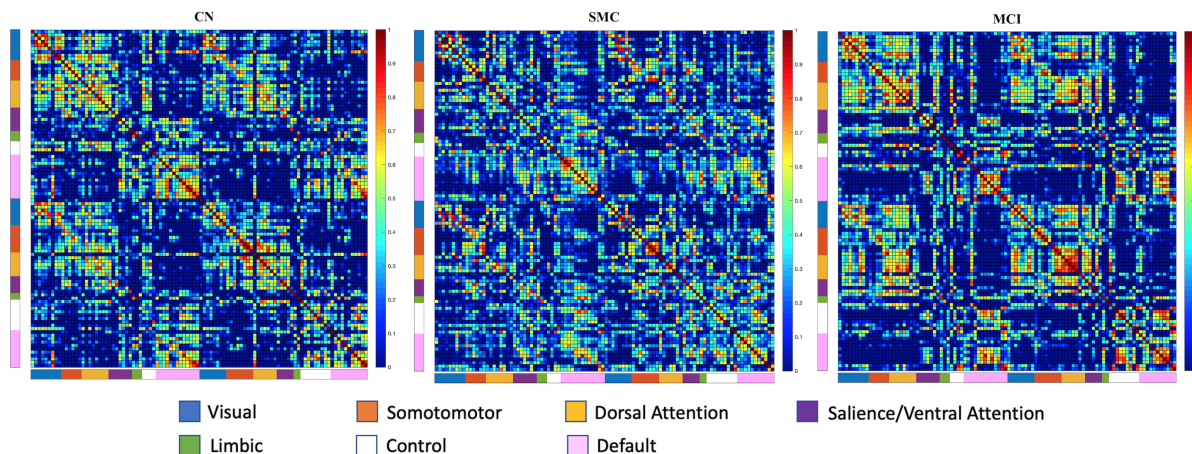 CN
SMC
MCI
1
0.9
0.8
0.7
0.6
0.5
0.4
0.3
0.2
0.1
0
1
0.9
0.8
0.7
0.6
0.5
0.4
0.3
0.2
0.1
0
Visual
Somotomotor
Dorsal Attention
Salience/Ventral Attention
Limbic
Control
Default